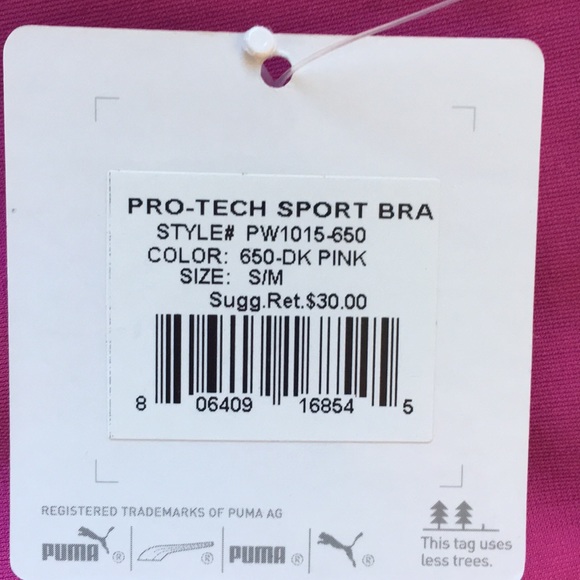 PRO-TECH SPORT BRA
STYLE# PW1015-650
COLOR: 650-DK PINK
SIZE: S/M
Sugg.Ret.$30.00
8 06409 16854 5
REGISTERED TRADEMARKS OF PUMA AG
PUMA® ® PUMA® ®
This tag uses
less trees.